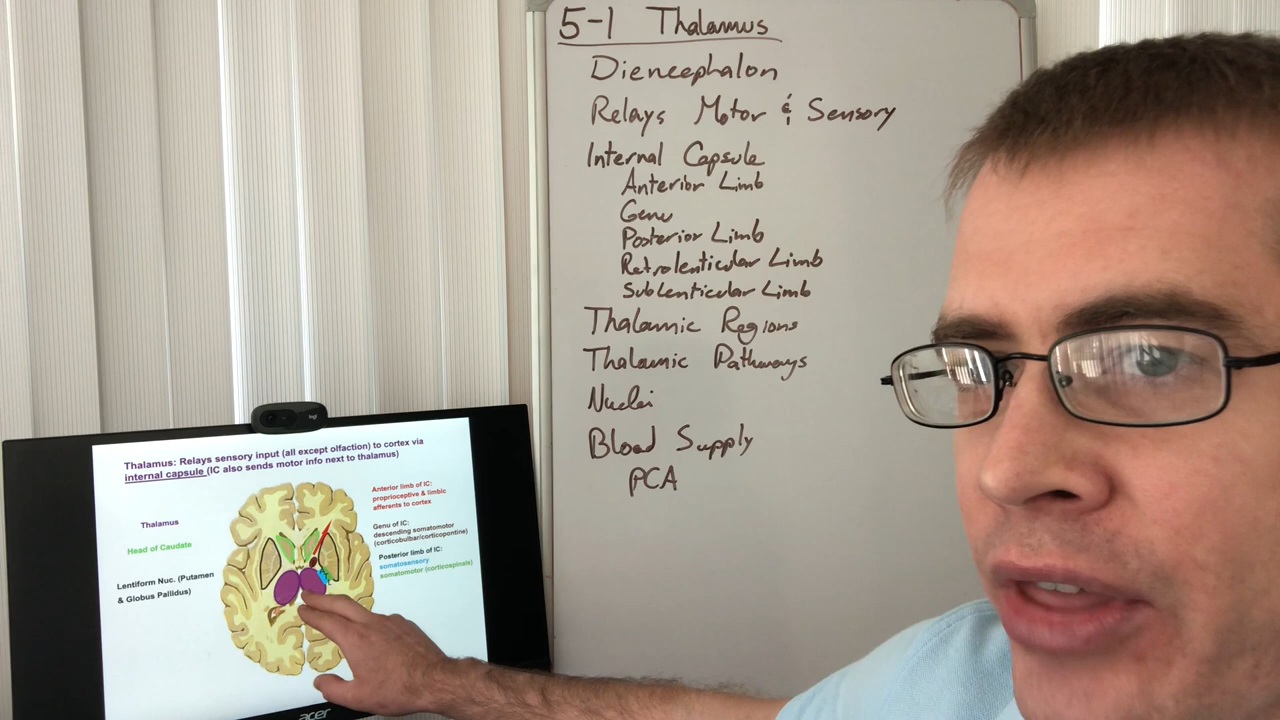 5-1 Thalamus
Diencephalon
Relays Motor & Sensory
Internal Capsule
Anterior Limb
Genu
Posterior Limb
Retrolenticular Limb
Sublenticular Limb
Thalamic Regions
Thalamic Pathways
Nuclei
Blood Supply
PCA
logi
Thalamus: Relays sensory input (all except olfaction) to cortex via
internal capsule (IC also sends motor info next to thalamus)
Thalamus
Head of Caudate
Lentiform Nuc. (Putamen
& Globus Pallidus)
Anterior limb of IC:
proprioceptive & limbic
afferents to cortex
Genu of IC:
descending somatomotor
(corticobulbar/corticopontine)
Posterior limb of IC:
somatosensory
somatomotor (corticospinals)
acer